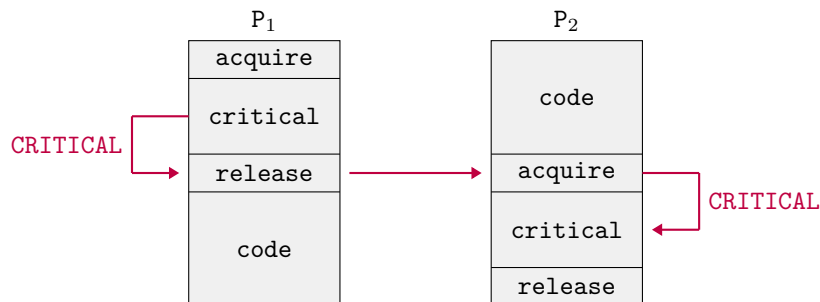 P₁
P₂
acquire
critical
CRITICAL
release
code
code
acquire
CRITICAL
critical
release